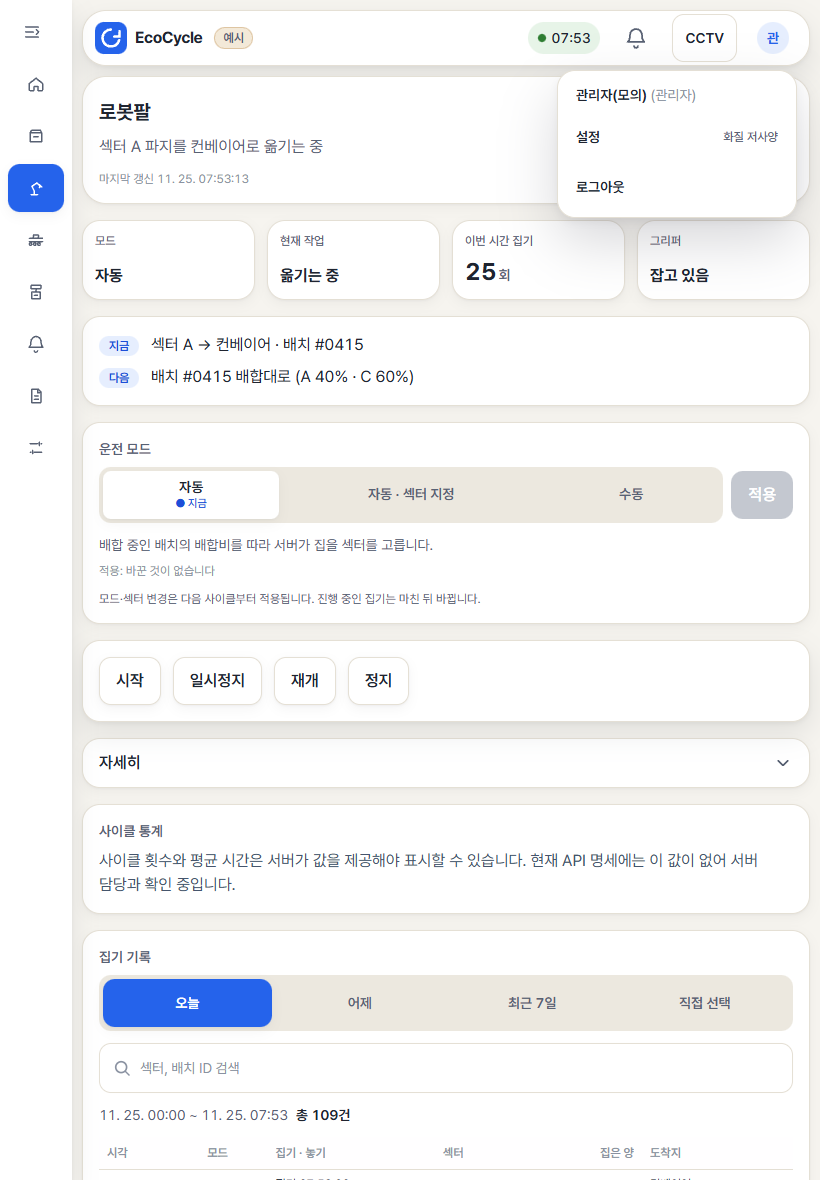 EcoCycle 예시 07:53 CCTV 관
관리자(모의) (관리자)
설정 화질 저사양
로그아웃
로봇팔
섹터 A 파지를 컨베이어로 옮기는 중
마지막 갱신 11. 25. 07:53:13
모드
자동
현재 작업
옮기는 중
이번 시간 집기
25 회
그리퍼
잡고 있음
지금 섹터 A → 컨베이어 · 배치 #0415
다음 배치 #0415 배합대로 (A 40% · C 60%)
운전 모드
자동
지금
자동 · 섹터 지정
수동
적용
배합 중인 배치의 배합비를 따라 서버가 집을 섹터를 고릅니다.
적용: 바꾼 것이 없습니다
모드·섹터 변경은 다음 사이클부터 적용됩니다. 진행 중인 집기는 마친 뒤 바뀝니다.
시작 일시정지 재개 정지
자세히
사이클 통계
사이클 횟수와 평균 시간은 서버가 값을 제공해야 표시할 수 있습니다. 현재 API 명세에는 이 값이 없어 서버
담당과 확인 중입니다.
집기 기록
오늘 어제 최근 7일 직접 선택
섹터, 배치 ID 검색
11. 25. 00:00 ~ 11. 25. 07:53 총 109건
시각 모드 집기 · 놓기 섹터 집은 양 도착지